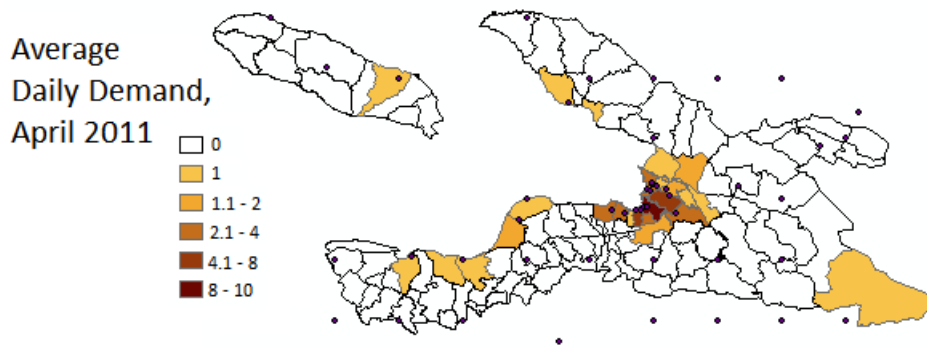 Average
Daily Demand,
April 2011
0
1
1.1 - 2
2.1 - 4
4.1 - 8
8 - 10